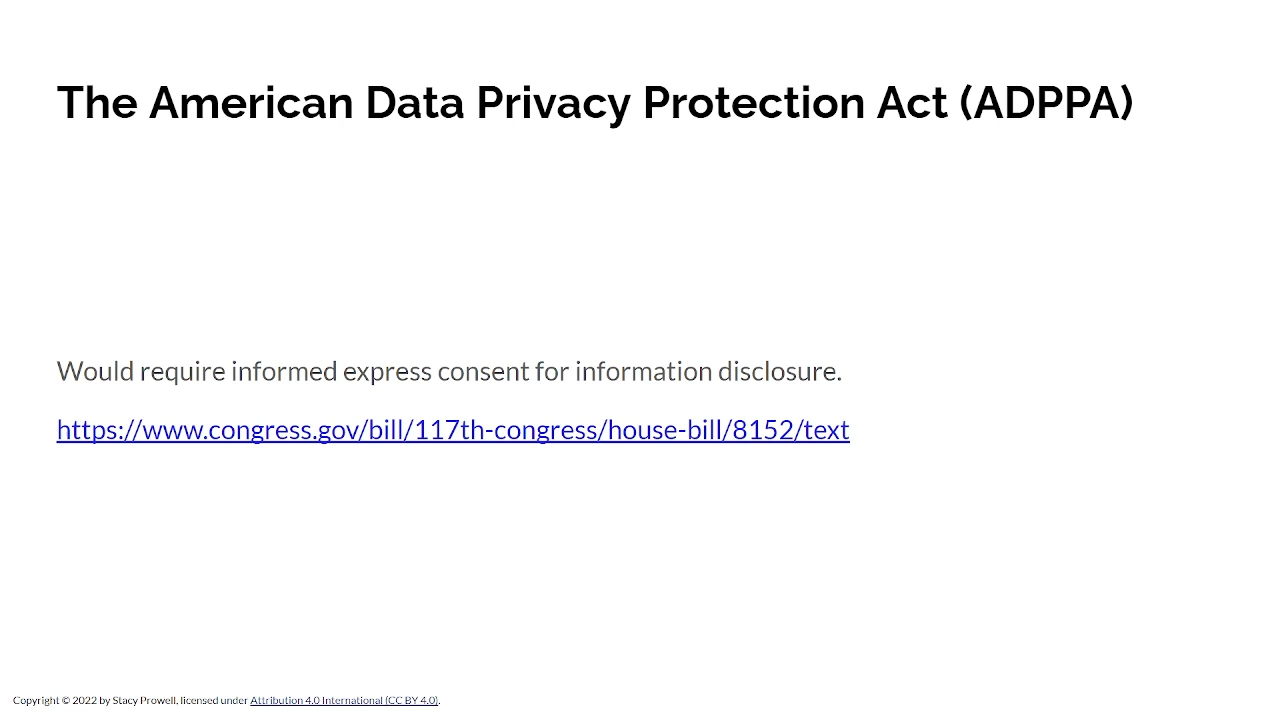 The American Data Privacy Protection Act (ADPPA)
Would require informed express consent for information disclosure.
https://www.congress.gov/bill/117th-congress/house-bill/8152/text
Copyright © 2022 by Stacy Prowell, licensed under Attribution 4.0 International (CC BY 4.0).